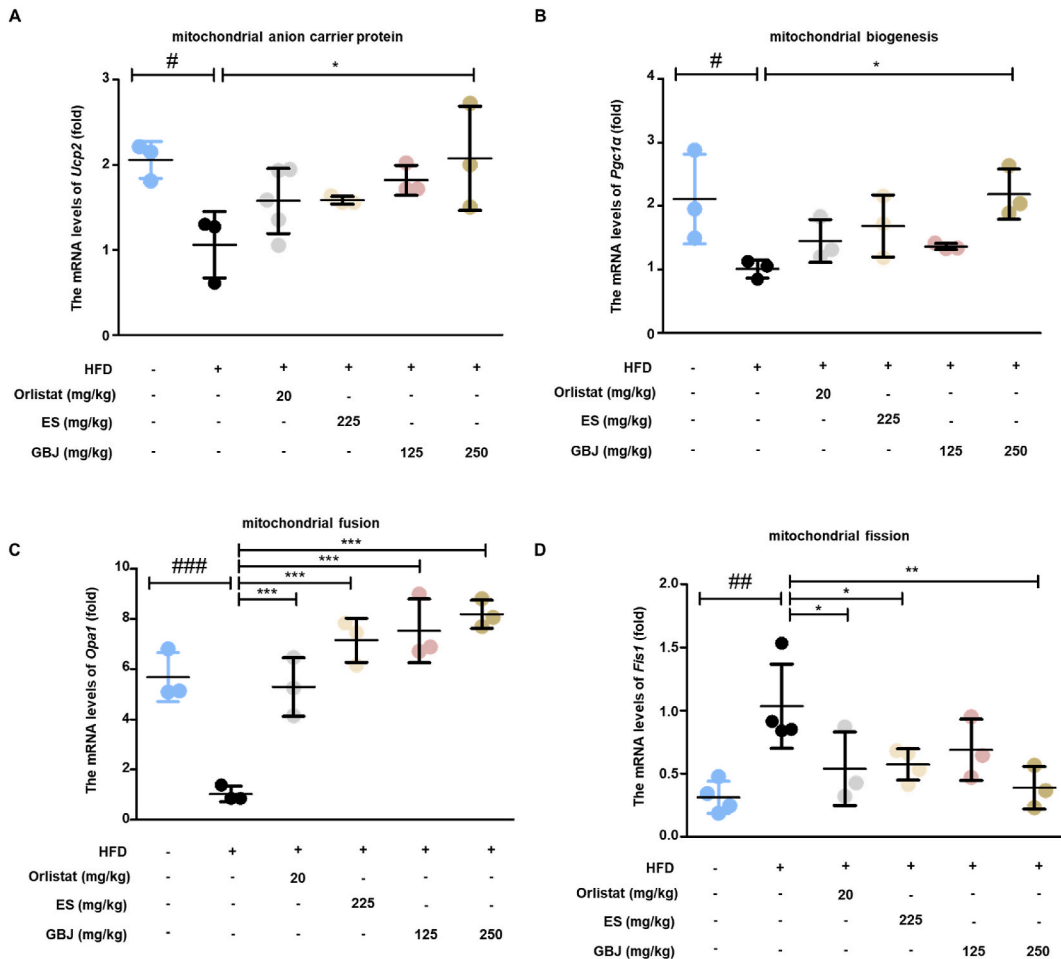 A
mitochondrial anion carrier protein
#
*
The mRNA levels of Ucp2 (fold)
3
2
1
0
HFD - + + + + +
Orlistat (mg/kg) - - 20 - - -
ES (mg/kg) - - - 225 - -
GBJ (mg/kg) - - - - 125 250
B
mitochondrial biogenesis
#
*
The mRNA levels of Pgc1α (fold)
4
3
2
1
0
HFD - + + + + +
Orlistat (mg/kg) - - 20 - - -
ES (mg/kg) - - - 225 - -
GBJ (mg/kg) - - - - 125 250
C
mitochondrial fusion
###
***
***
***
***
The mRNA levels of Opa1 (fold)
10
8
6
4
2
0
HFD - + + + + +
Orlistat (mg/kg) - - 20 - - -
ES (mg/kg) - - - 225 - -
GBJ (mg/kg) - - - - 125 250
D
mitochondrial fission
##
**
*
*
The mRNA levels of Fis1 (fold)
2.0
1.5
1.0
0.5
0.0
HFD - + + + + +
Orlistat (mg/kg) - - 20 - - -
ES (mg/kg) - - - 225 - -
GBJ (mg/kg) - - - - 125 250